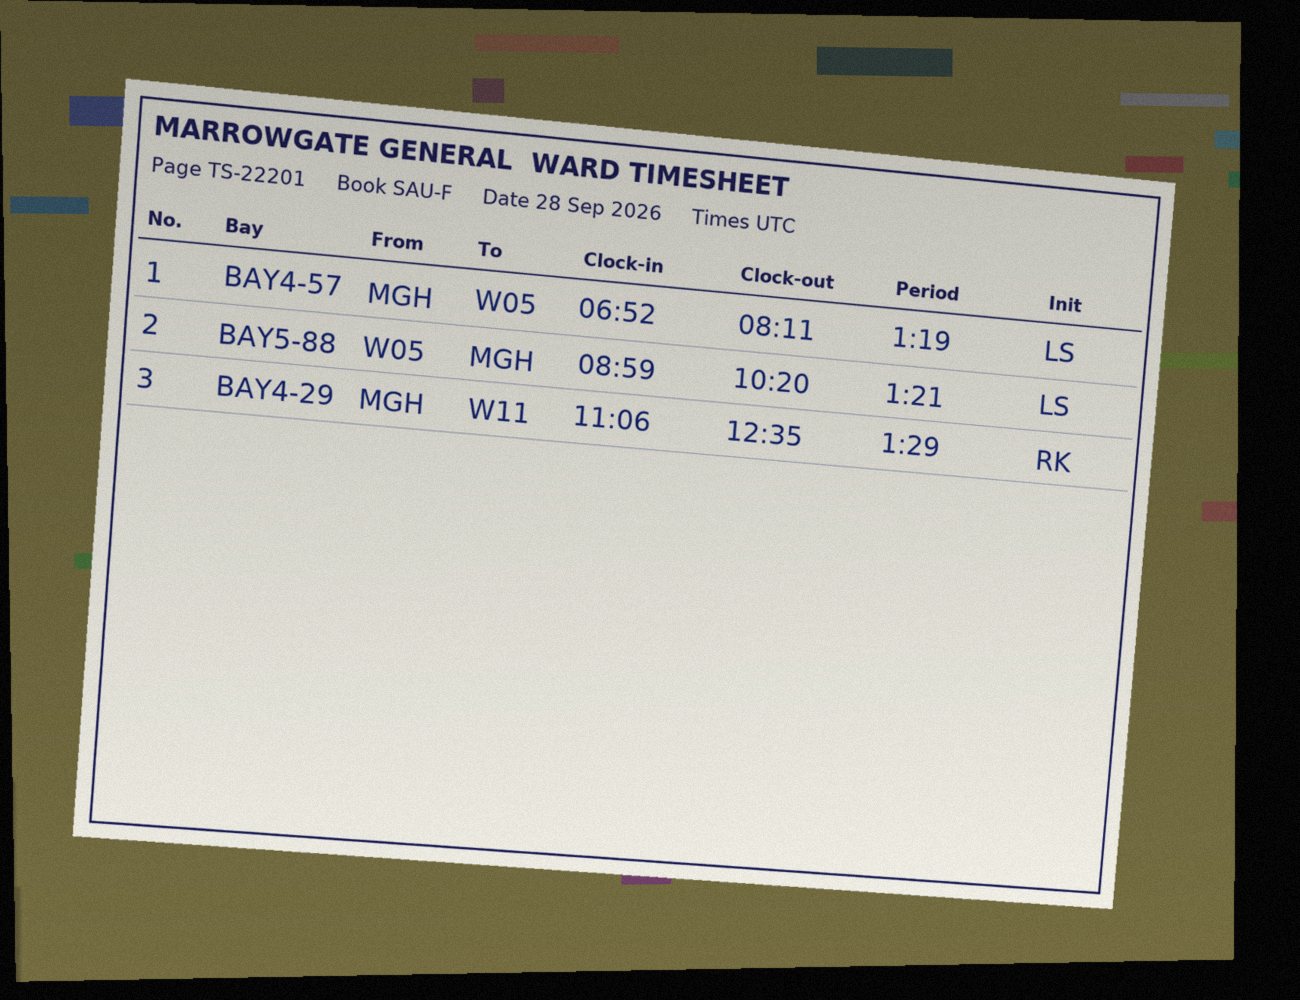 MARROWGATE GENERAL WARD TIMESHEET
Page TS-22201 Book SAU-F Date 28 Sep 2026 Times UTC
No. Bay From To Clock-in Clock-out Period Init
1 BAY4-57 MGH W05 06:52 08:11 1:19 LS
2 BAY5-88 W05 MGH 08:59 10:20 1:21 LS
3 BAY4-29 MGH W11 11:06 12:35 1:29 RK